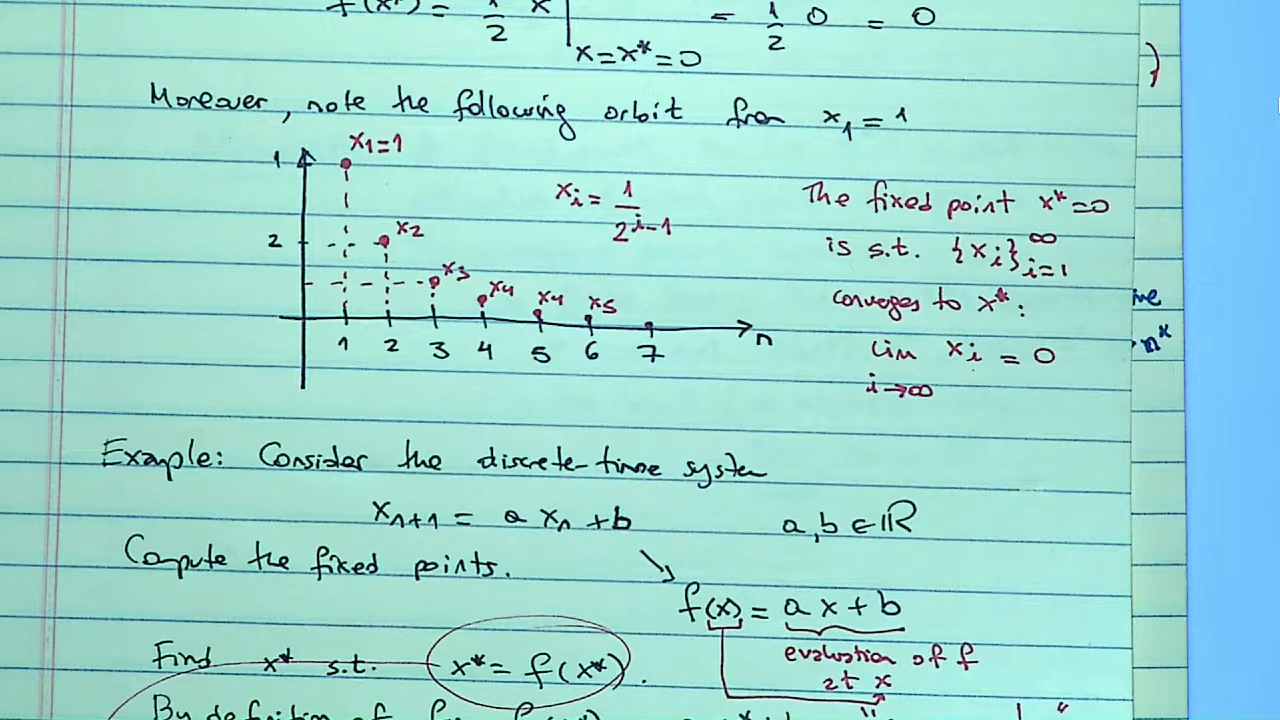 f(x*) = 1/2 x | x=x*=0 = 1/2 0 = 0
Moreover, note the following orbit from x₁ = 1
1 x₁=1
2 x₂ x₃ x₄ x₄ x₅
1 2 3 4 5 6 7 n
xᵢ = 1/2^(i-1)
The fixed point x*=0
is s.t. {xᵢ}ᵢ₌₁^∞
converges to x*:
lim xᵢ = 0
i→∞
Example: Consider the discrete-time system
xₙ₊₁ = a xₙ + b a, b ∈ ℝ
Compute the fixed points.
f(x) = a x + b
evaluation of f
at x
Find x* s.t. x* = f(x*).
By definition of